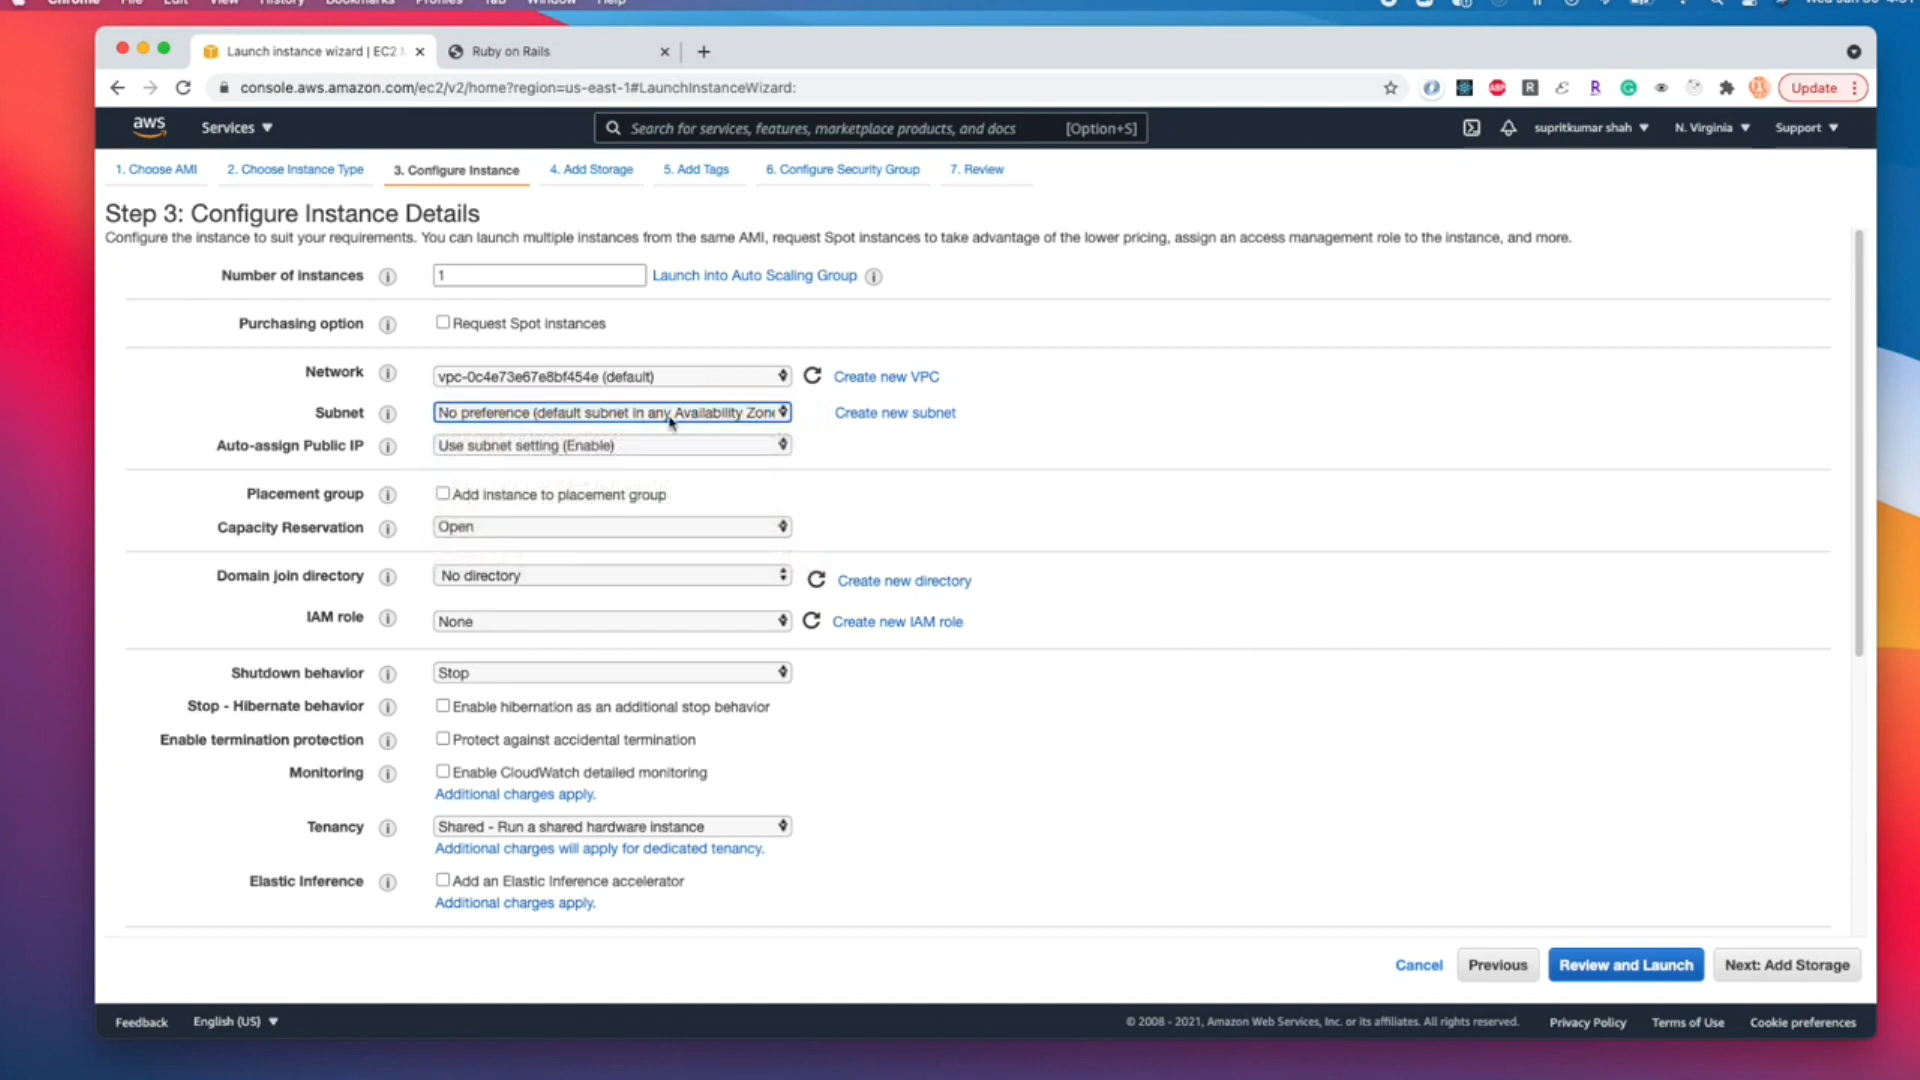 Chrome File Edit View History Bookmarks Profiles Tab Window Help
Launch instance wizard | EC2
Ruby on Rails
console.aws.amazon.com/ec2/v2/home?region=us-east-1#LaunchInstanceWizard:
Update
aws
Services
Search for services, features, marketplace products, and docs [Option+S]
supritkumar shah
N. Virginia
Support
1. Choose AMI
2. Choose Instance Type
3. Configure Instance
4. Add Storage
5. Add Tags
6. Configure Security Group
7. Review
Step 3: Configure Instance Details
Configure the instance to suit your requirements. You can launch multiple instances from the same AMI, request Spot instances to take advantage of the lower pricing, assign an access management role to the instance, and more.
Number of instances 1 Launch into Auto Scaling Group
Purchasing option Request Spot instances
Network vpc-0c4e73e67e8bf454e (default) Create new VPC
Subnet No preference (default subnet in any Availability Zone Create new subnet
Auto-assign Public IP Use subnet setting (Enable)
Placement group Add instance to placement group
Capacity Reservation Open
Domain join directory No directory Create new directory
IAM role None Create new IAM role
Shutdown behavior Stop
Stop - Hibernate behavior Enable hibernation as an additional stop behavior
Enable termination protection Protect against accidental termination
Monitoring Enable CloudWatch detailed monitoring
Additional charges apply.
Tenancy Shared - Run a shared hardware instance
Additional charges will apply for dedicated tenancy.
Elastic Inference Add an Elastic Inference accelerator
Additional charges apply.
Cancel Previous Review and Launch Next: Add Storage
Feedback English (US) © 2008 - 2021, Amazon Web Services, Inc. or its affiliates. All rights reserved. Privacy Policy Terms of Use Cookie preferences